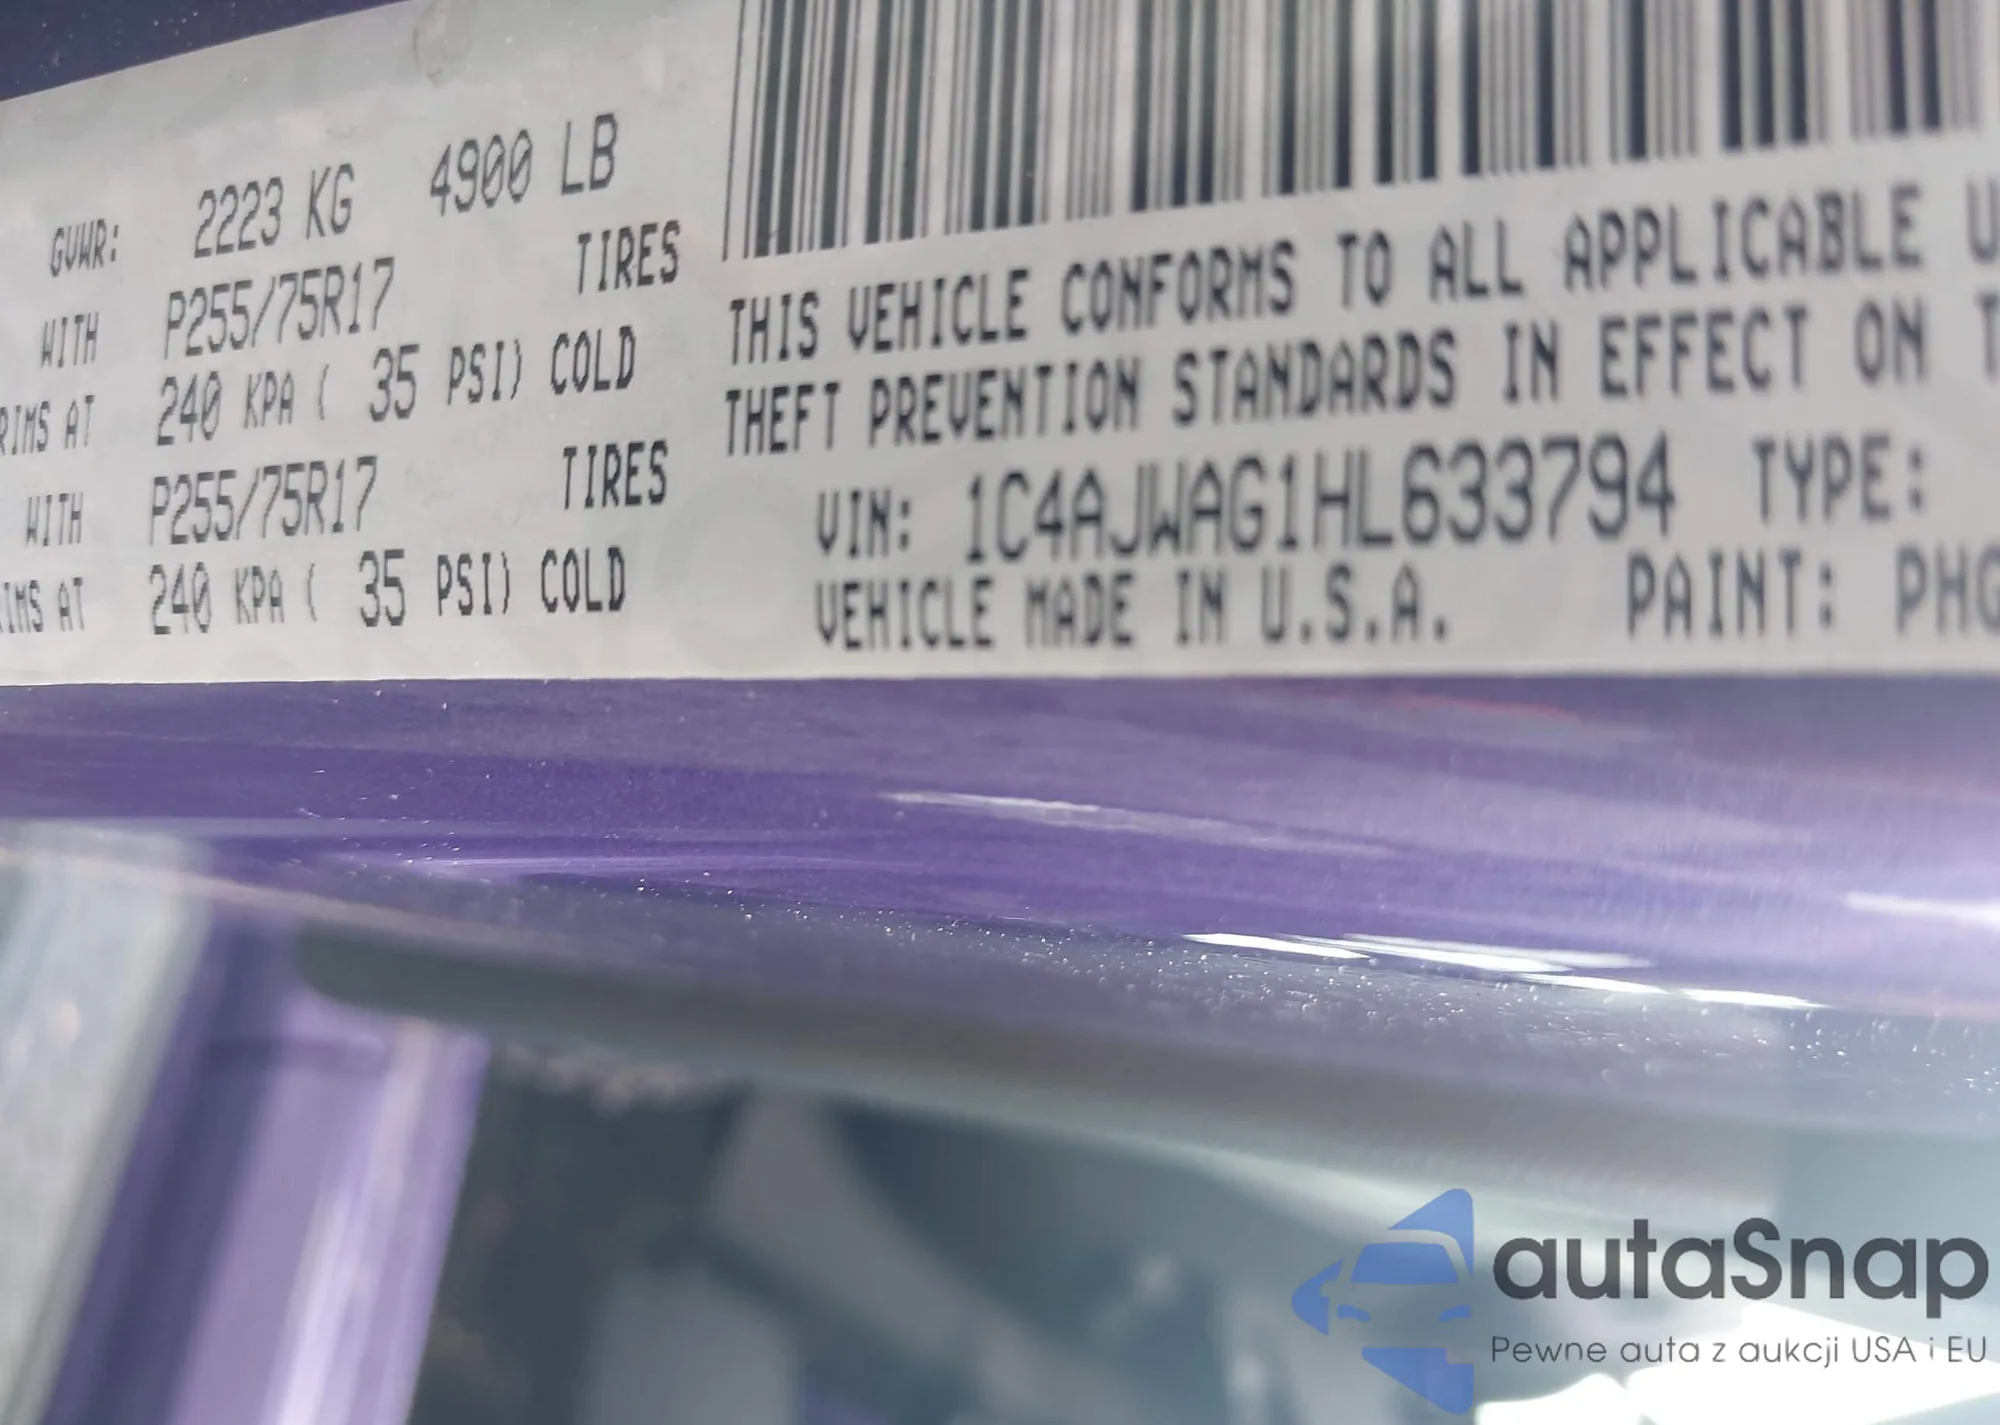 GVWR: 2223 KG 4900 LB
WITH P255/75R17 TIRES
RIMS AT 240 KPA ( 35 PSI) COLD
WITH P255/75R17 TIRES
IMS AT 240 KPA ( 35 PSI) COLD
THIS VEHICLE CONFORMS TO ALL APPLICABLE U
THEFT PREVENTION STANDARDS IN EFFECT ON T
VIN: 1C4AJWAG1HL633794 TYPE:
VEHICLE MADE IN U.S.A. PAINT: PHG
autaSnap
Pewne auta z aukcji USA i EU